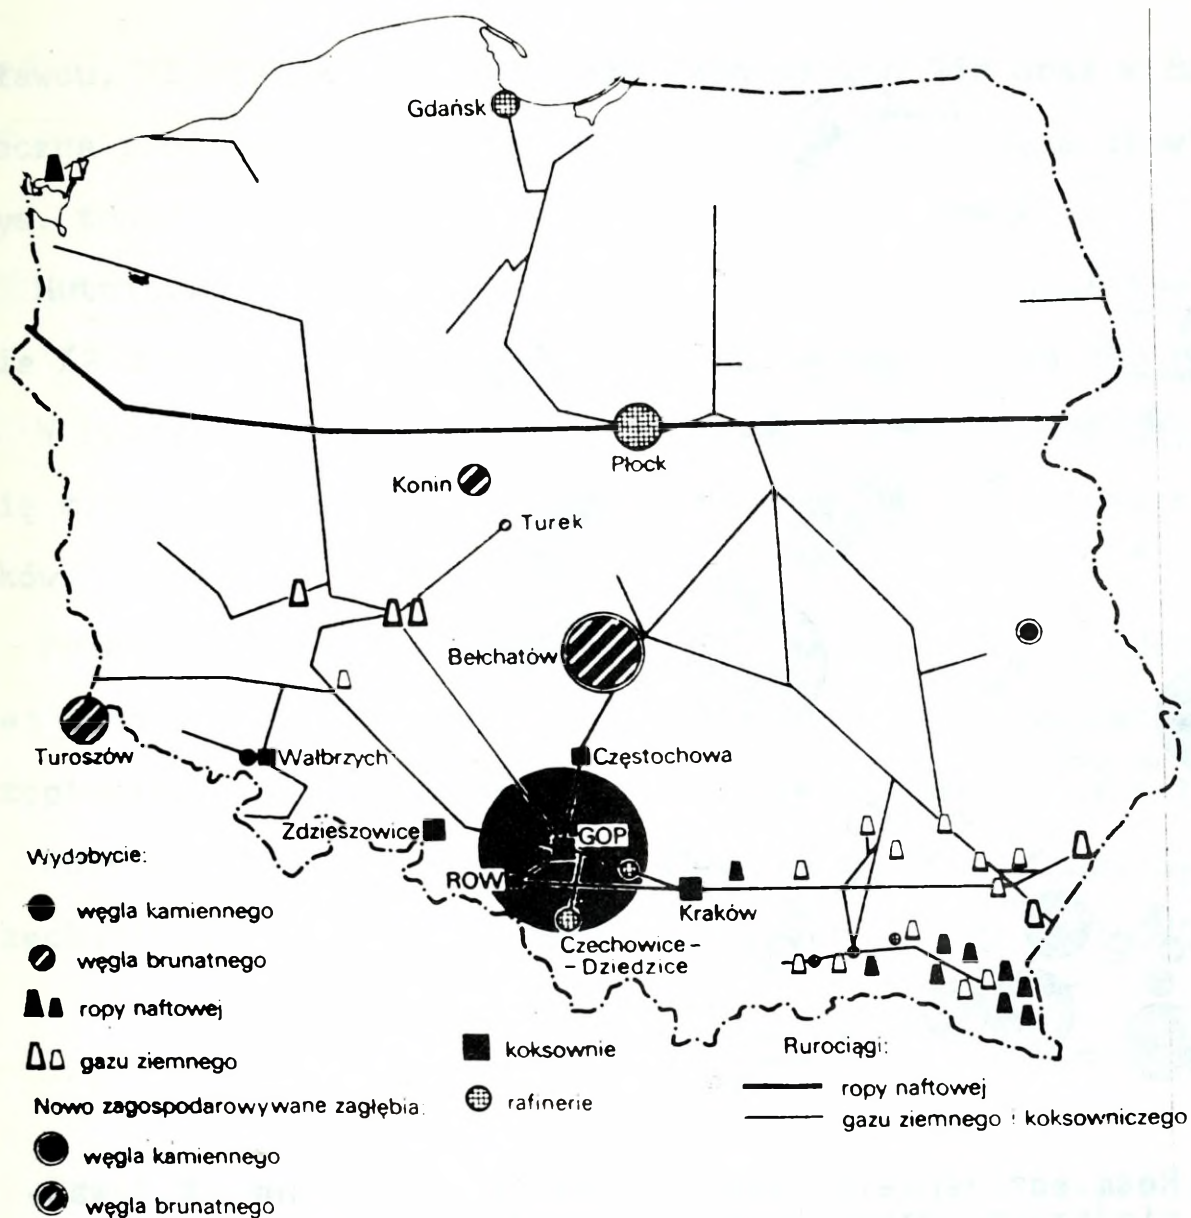 Gdańsk
Płock
Konin
Turek
Bełchatów
Turoszów
Wałbrzych
Częstochowa
Zdzieszowice
GOP
ROW
Kraków
Czechowice –
– Dziedzice
Wydobycie:
węgla kamiennego
węgla brunatnego
ropy naftowej
gazu ziemnego
Nowo zagospodarowywane zagłębia:
węgla kamiennego
węgla brunatnego
koksownie
rafinerie
Rurociągi:
ropy naftowej
gazu ziemnego i koksowniczego